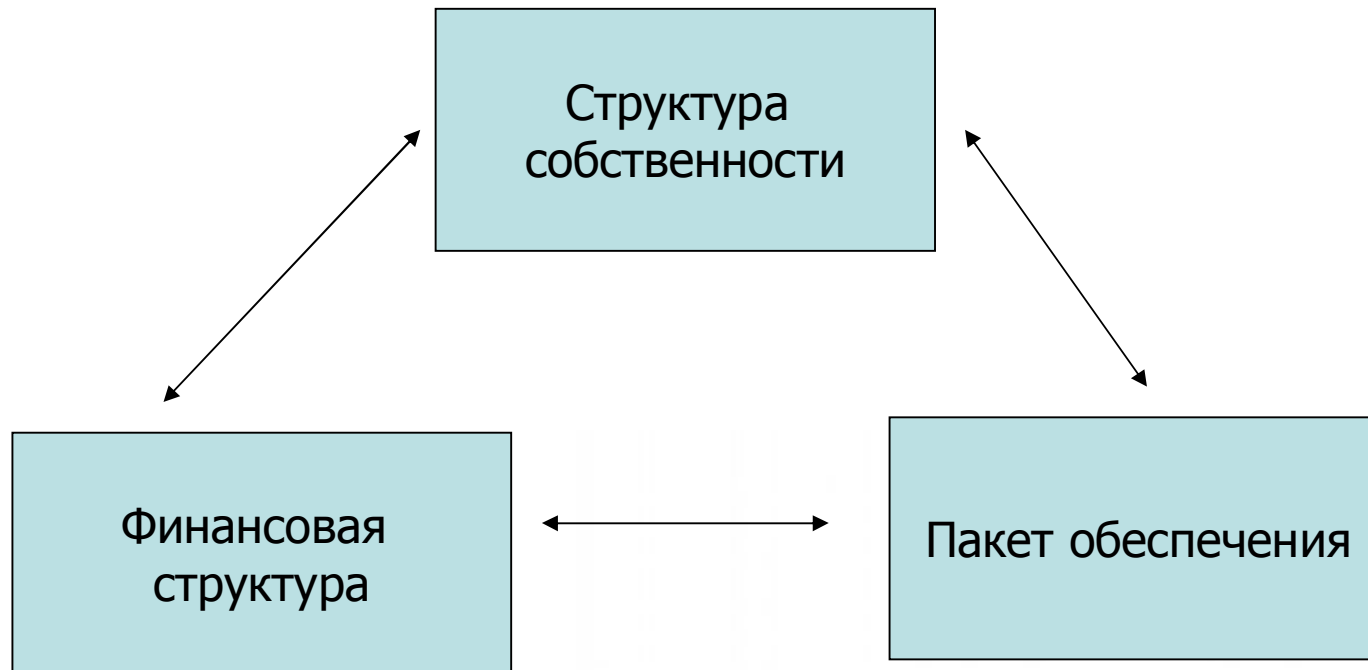 Структура
собственности
Финансовая
структура
Пакет обеспечения